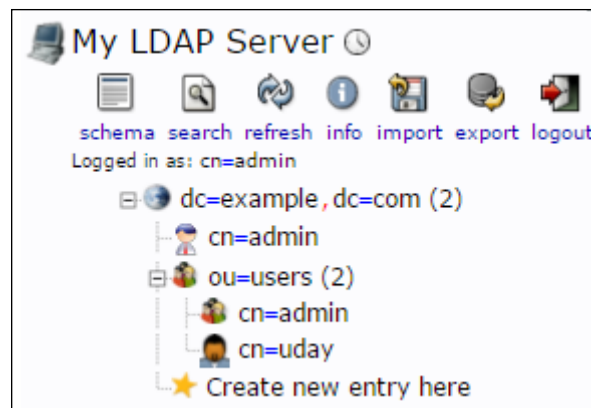 My LDAP Server
schema search refresh info import export logout
Logged in as: cn=admin
dc=example,dc=com (2)
cn=admin
ou=users (2)
cn=admin
cn=uday
Create new entry here